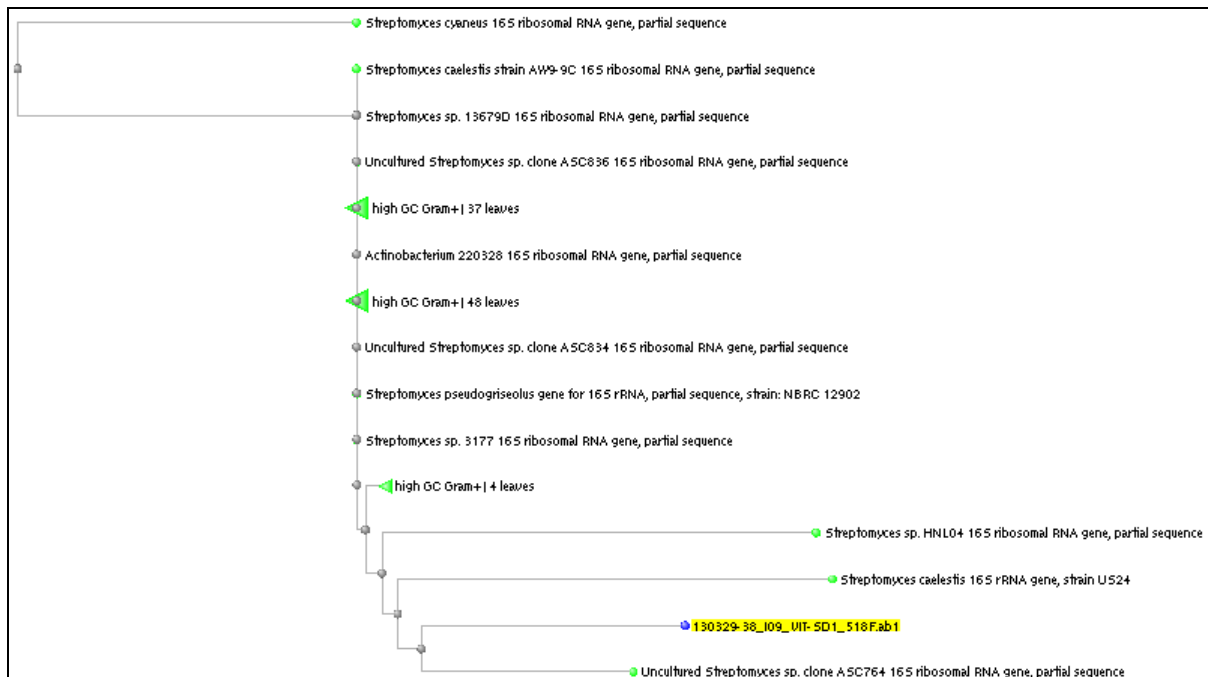 Streptomyces cyaneus 16S ribosomal RNA gene, partial sequence
Streptomyces caelestis strain AW9-9C 16S ribosomal RNA gene, partial sequence
Streptomyces sp. 13679D 16S ribosomal RNA gene, partial sequence
Uncultured Streptomyces sp. clone ASC836 16S ribosomal RNA gene, partial sequence
high GC Gram+| 37 leaves
Actinobacterium 220328 16S ribosomal RNA gene, partial sequence
high GC Gram+| 48 leaves
Uncultured Streptomyces sp. clone ASC834 16S ribosomal RNA gene, partial sequence
Streptomyces pseudogriseolus gene for 16S rRNA, partial sequence, strain: NBRC 12902
Streptomyces sp. 3177 16S ribosomal RNA gene, partial sequence
high GC Gram+| 4 leaves
Streptomyces sp. HNL04 16S ribosomal RNA gene, partial sequence
Streptomyces caelestis 16S rRNA gene, strain US24
130329-38_I09_VIT-SD1_518F.ab1
Uncultured Streptomyces sp. clone ASC764 16S ribosomal RNA gene, partial sequence